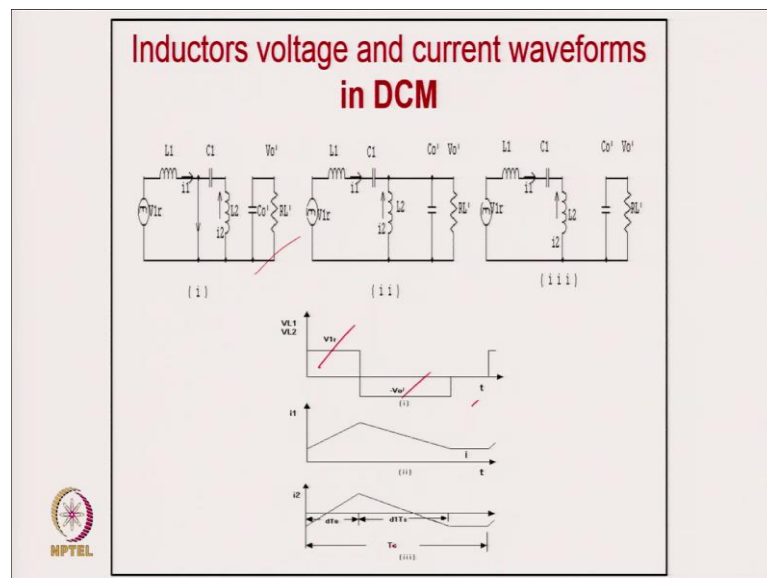 Inductors voltage and current waveforms
in DCM
L1 C1 Vo' L1 C1 Co' Vo' L1 C1 Co' Vo'
V1r i1 i2 L2 Co' RL' V1r i1 i2 L2 RL' V1r i1 i2 L2 RL'
(i) (ii) (iii)
VL1
VL2
-Vo'
t
(i)
i1
i
(ii)
t
i2
dTs d1Ts
Ts
(iii)
NPTEL